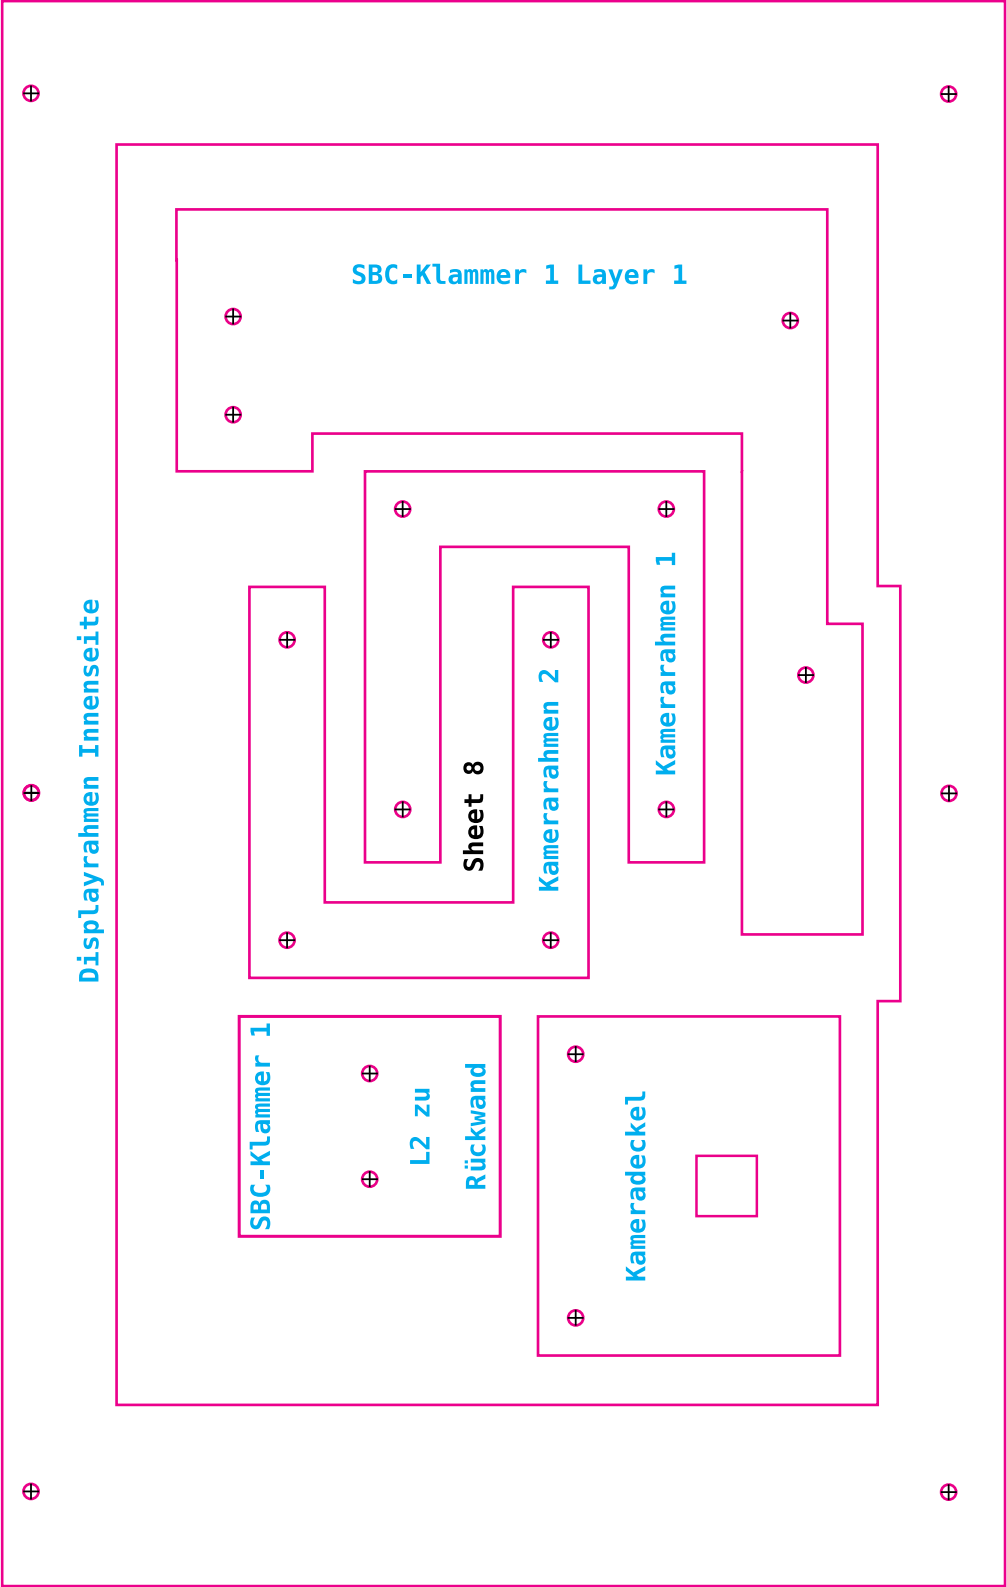 SBC-Klammer 1 Layer 1
Displayrahmen Innenseite
Sheet 8
Kamerarahmen 2
Kamerarahmen 1
SBC-Klammer 1
L2 zu
Rückwand
Kameradeckel